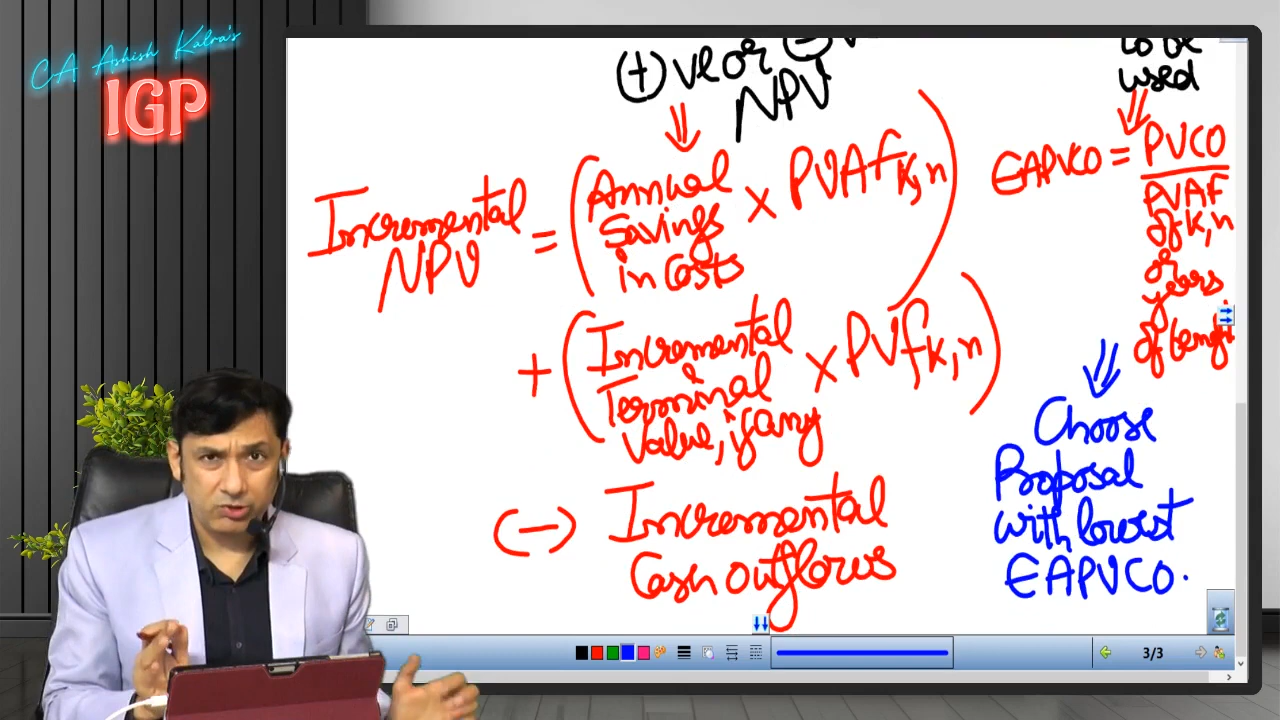 CA Ashish Kalra's
IGP
(+)ve or (-)v
NPV
Incremental
NPV
=
(Annual
Savings
in Costs
× PVAf k,n)
+
(Incremental
Terminal
Value, if any
× PVf k,n)
(-)
Incremental
Cash outflows
to be
used
EAPVCO = PVCO
PVAF
of k,n
or
years
of
Choose
Proposal
with lowest
EAPVCO.
3/3